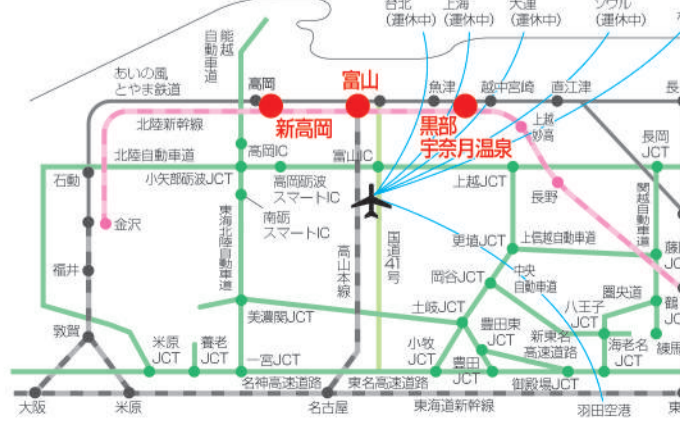 台北
(運休中)
上海
(運休中)
大連
(運休中)
ソウル
(運休中)
能越
自動車道
あいの風
とやま鉄道
高岡
富山
魚津
越中宮崎
直江津
長
北陸新幹線
新高岡
黒部
宇奈月温泉
上越
妙高
北陸自動車道
高岡IC
富山IC
長岡
JCT
石動
小矢部砺波JCT
高岡砺波
スマートIC
上越JCT
長野
関越自動車道
金沢
南砺
スマートIC
東海北陸自動車道
高山本線
国道41号
更埴JCT
上信越自動車道
藤
JC
福井
岡谷JCT
中央
自動車道
圏央道
八王子
JCT
鶴
JC
美濃関JCT
土岐JCT
敦賀
米原
JCT
養老
JCT
一宮JCT
小牧
JCT
豊田東
JCT
豊田
JCT
新東名
高速道路
海老名
JCT
練馬
名神高速道路
東名高速道路
御殿場JCT
大阪
米原
名古屋
東海道新幹線
羽田空港
東